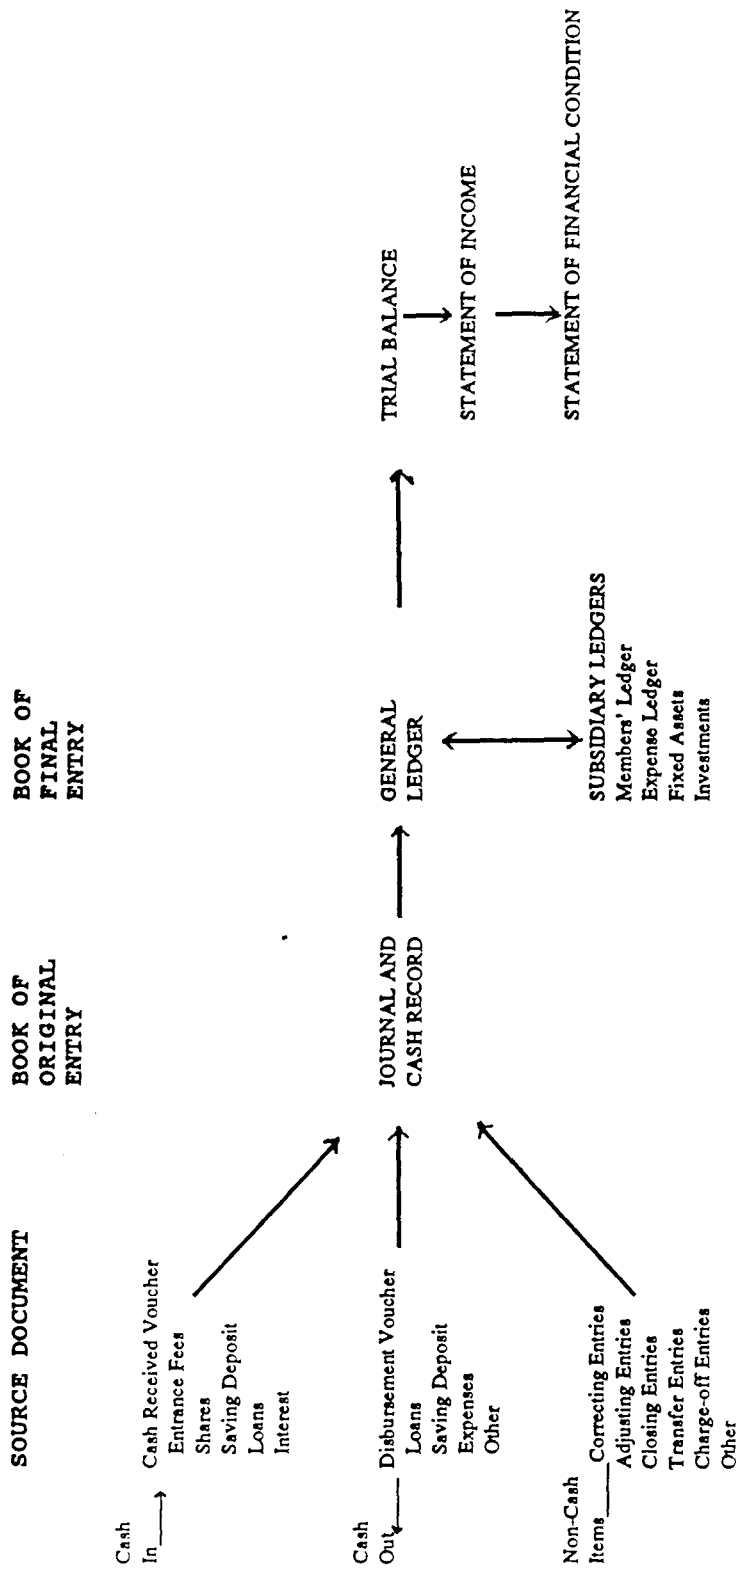 SOURCE DOCUMENT
BOOK OF
ORIGINAL
ENTRY
BOOK OF
FINAL
ENTRY
Cash
In
Cash Received Voucher
Entrance Fees
Shares
Saving Deposit
Loans
Interest
Cash
Out
Disbursement Voucher
Loans
Saving Deposit
Expenses
Other
Non-Cash
Items
Correcting Entries
Adjusting Entries
Closing Entries
Transfer Entries
Charge-off Entries
Other
JOURNAL AND
CASH RECORD
GENERAL
LEDGER
SUBSIDIARY LEDGERS
Members' Ledger
Expense Ledger
Fixed Assets
Investments
TRIAL BALANCE
STATEMENT OF INCOME
STATEMENT OF FINANCIAL CONDITION